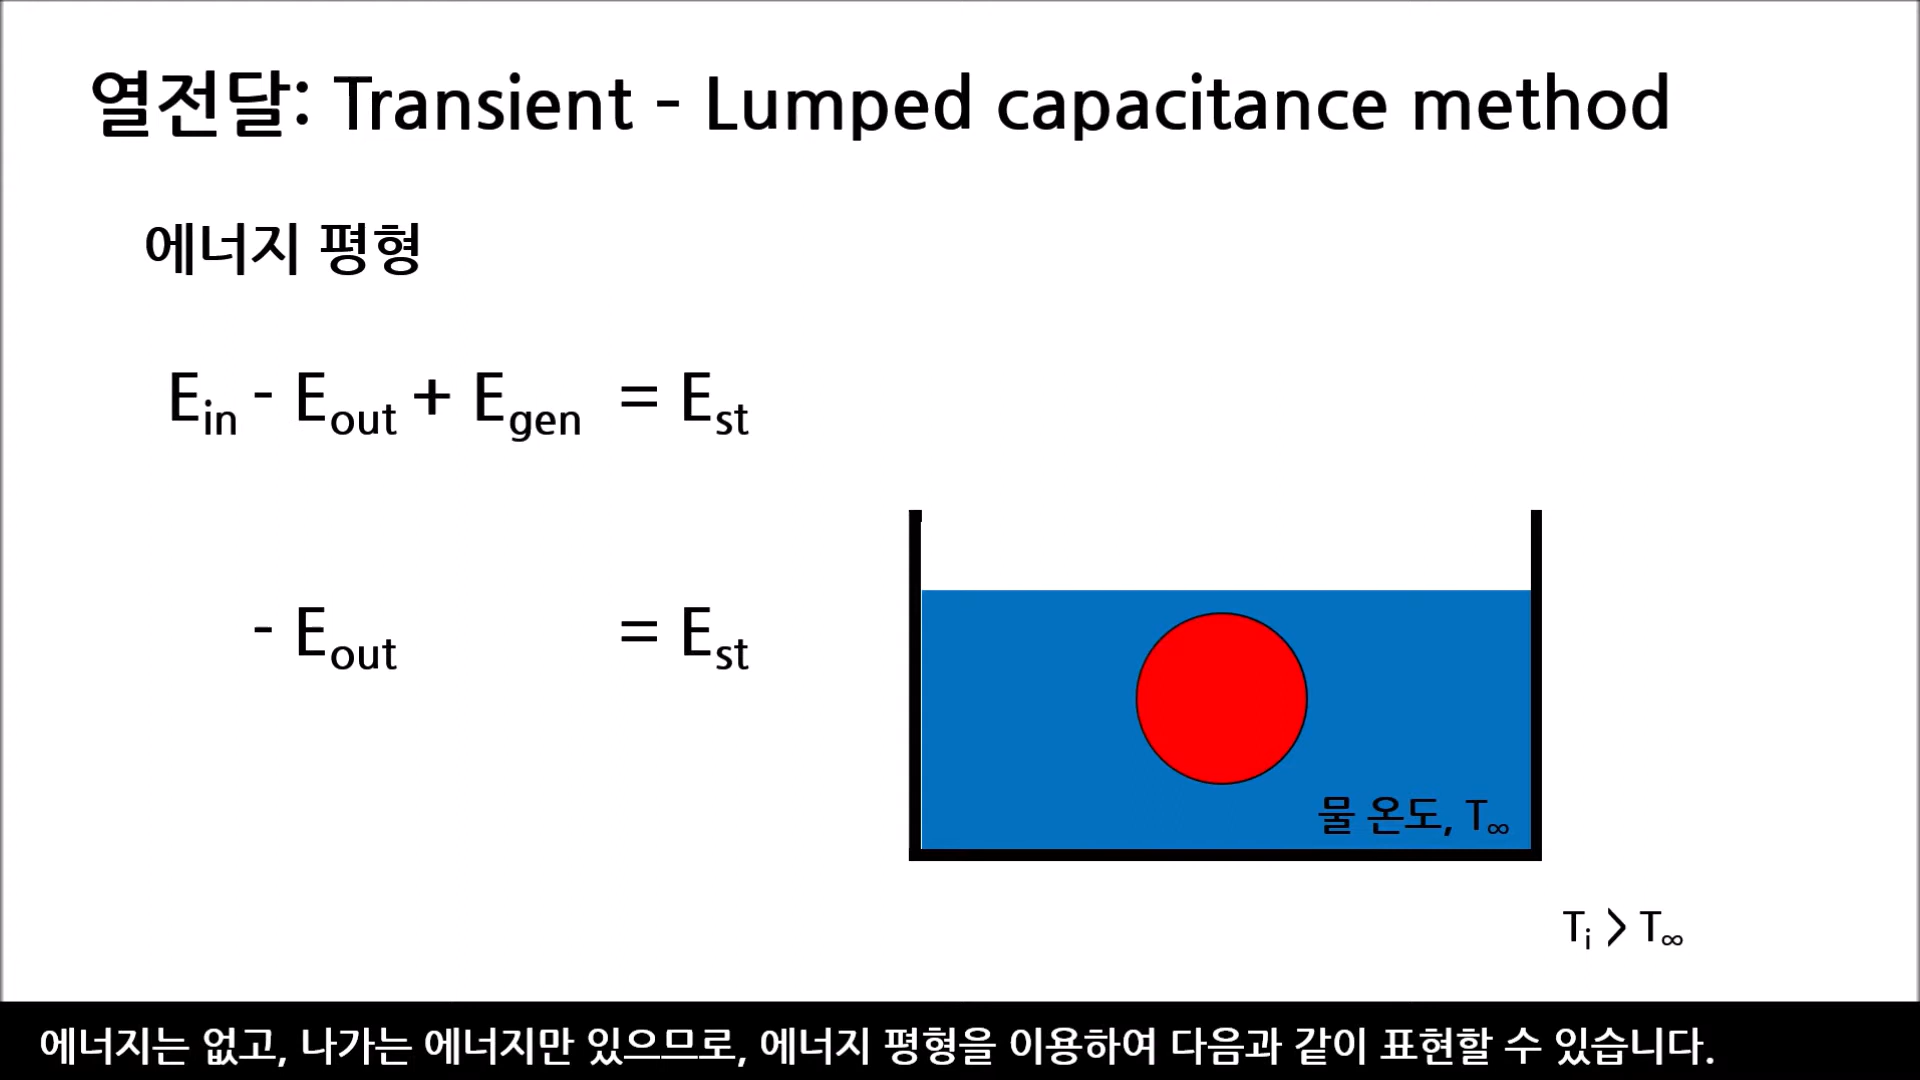 열전달: Transient - Lumped capacitance method
에너지 평형
E_in - E_out + E_gen = E_st
- E_out = E_st
물 온도, T_∞
T_i > T_∞
에너지는 없고, 나가는 에너지만 있으므로, 에너지 평형을 이용하여 다음과 같이 표현할 수 있습니다.